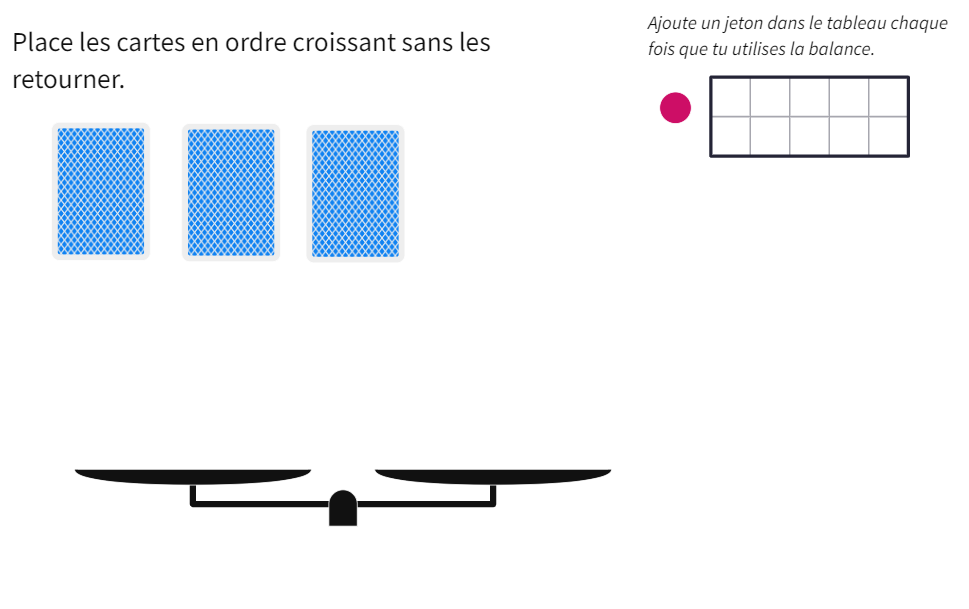 Place les cartes en ordre croissant sans les
retourner.
Ajoute un jeton dans le tableau chaque
fois que tu utilises la balance.